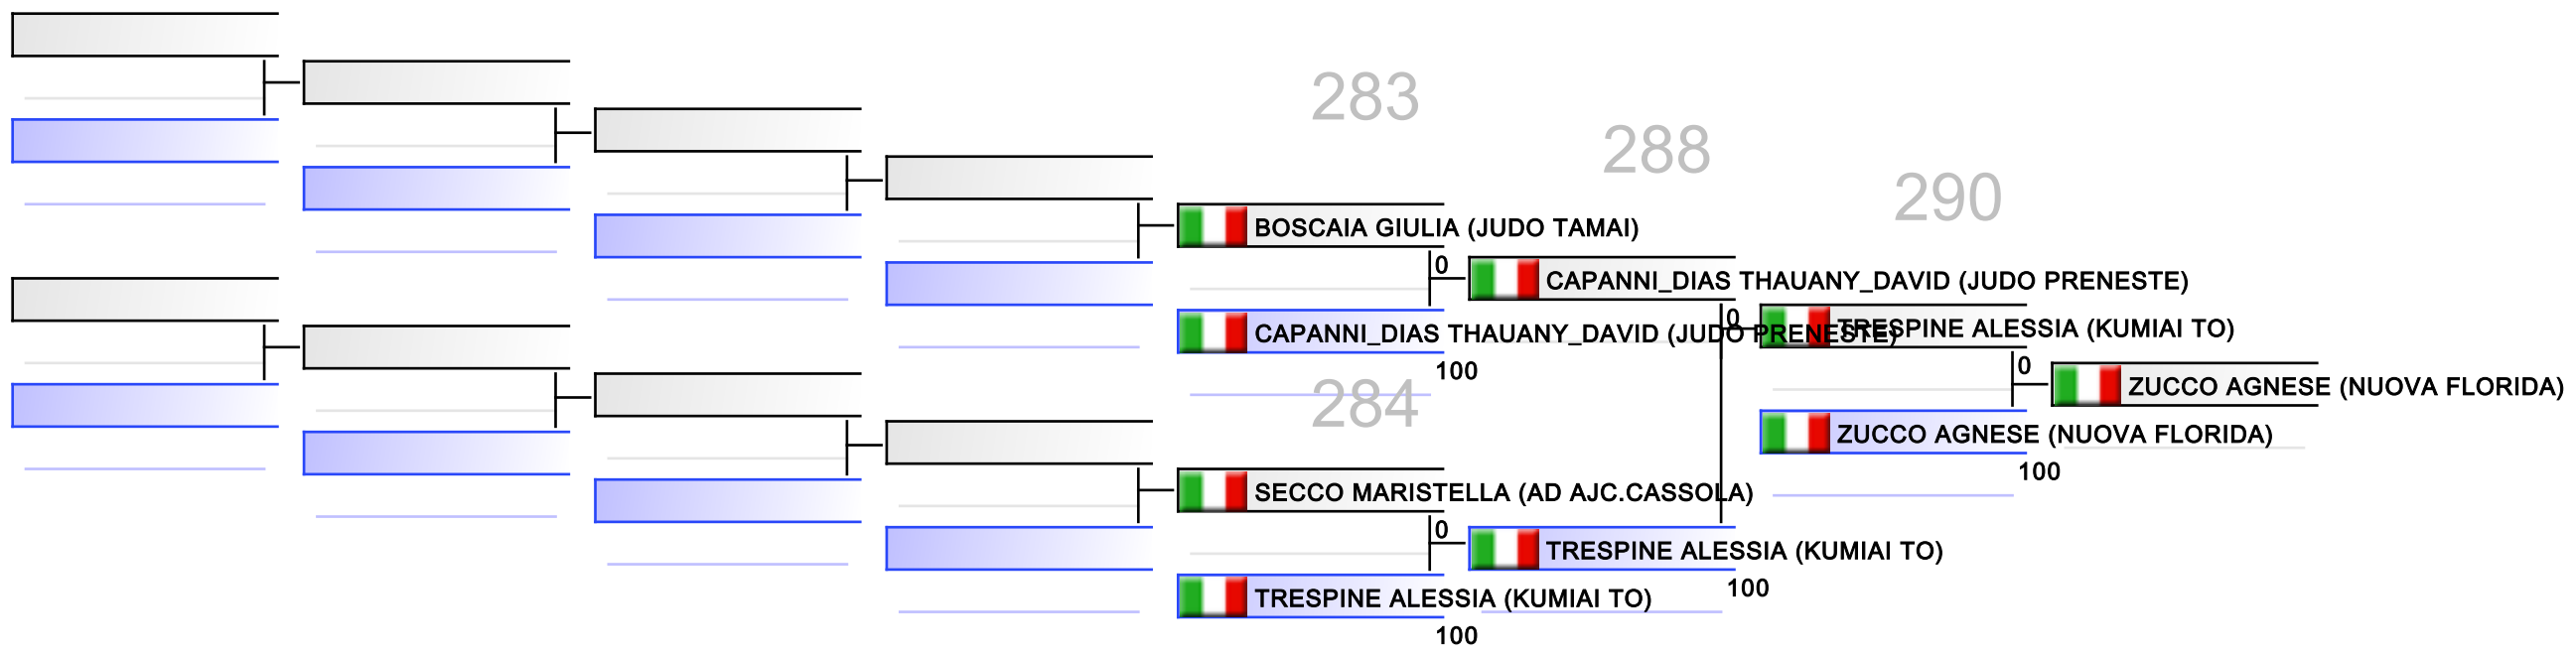 283
288
290
BOSCAIA GIULIA (JUDO TAMAI)
0
CAPANNI_DIAS THAUANY_DAVID (JUDO PRENESTE)
CAPANNI_DIAS THAUANY_DAVID (JUDO PRENESTE)
100
0
TRESPINE ALESSIA (KUMIAI TO)
0
ZUCCO AGNESE (NUOVA FLORIDA)
ZUCCO AGNESE (NUOVA FLORIDA)
100
284
SECCO MARISTELLA (AD AJC.CASSOLA)
0
TRESPINE ALESSIA (KUMIAI TO)
100
TRESPINE ALESSIA (KUMIAI TO)
100